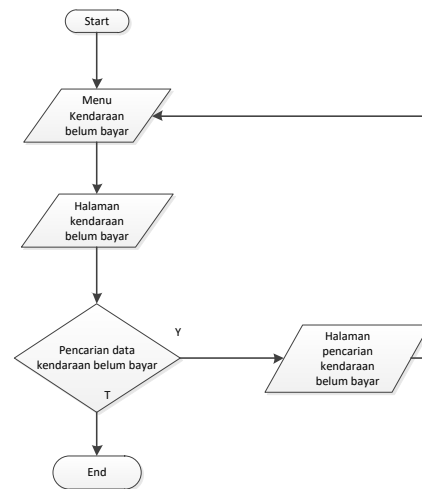 Start
Menu
Kendaraan
belum bayar
Halaman
kendaraan
belum bayar
Pencarian data
kendaraan belum bayar
Y
T
Halaman
pencarian
kendaraan
belum bayar
End